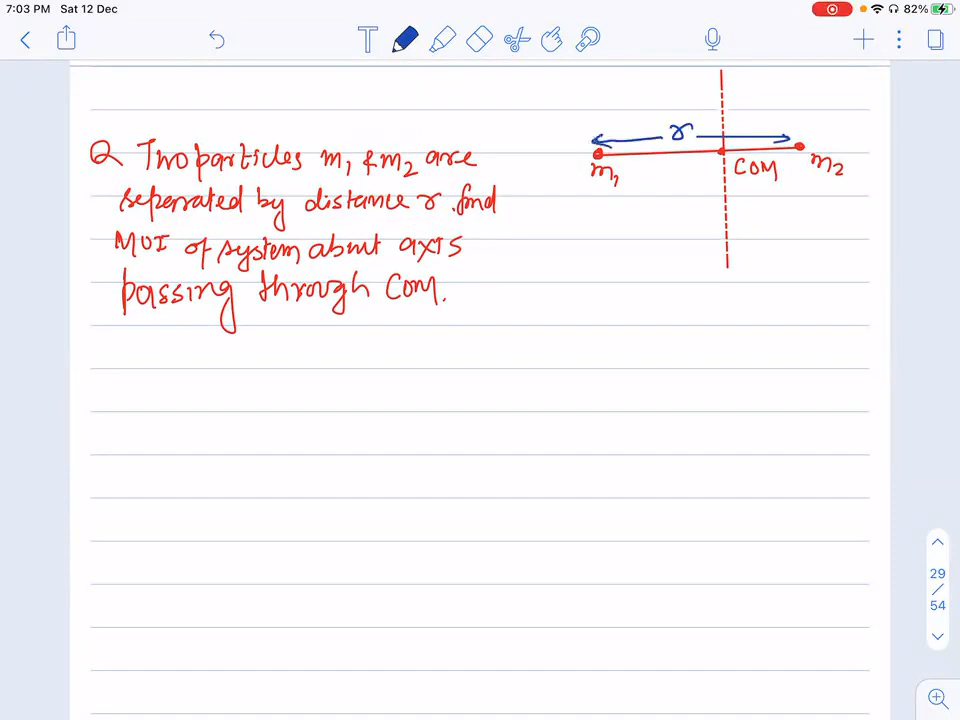 7:03 PM Sat 12 Dec 82%
Q Two particles m1 & m2 are
separated by distance r. find
MOI of system about axis
passing through COM.
r
m1 COM m2
29
/
54